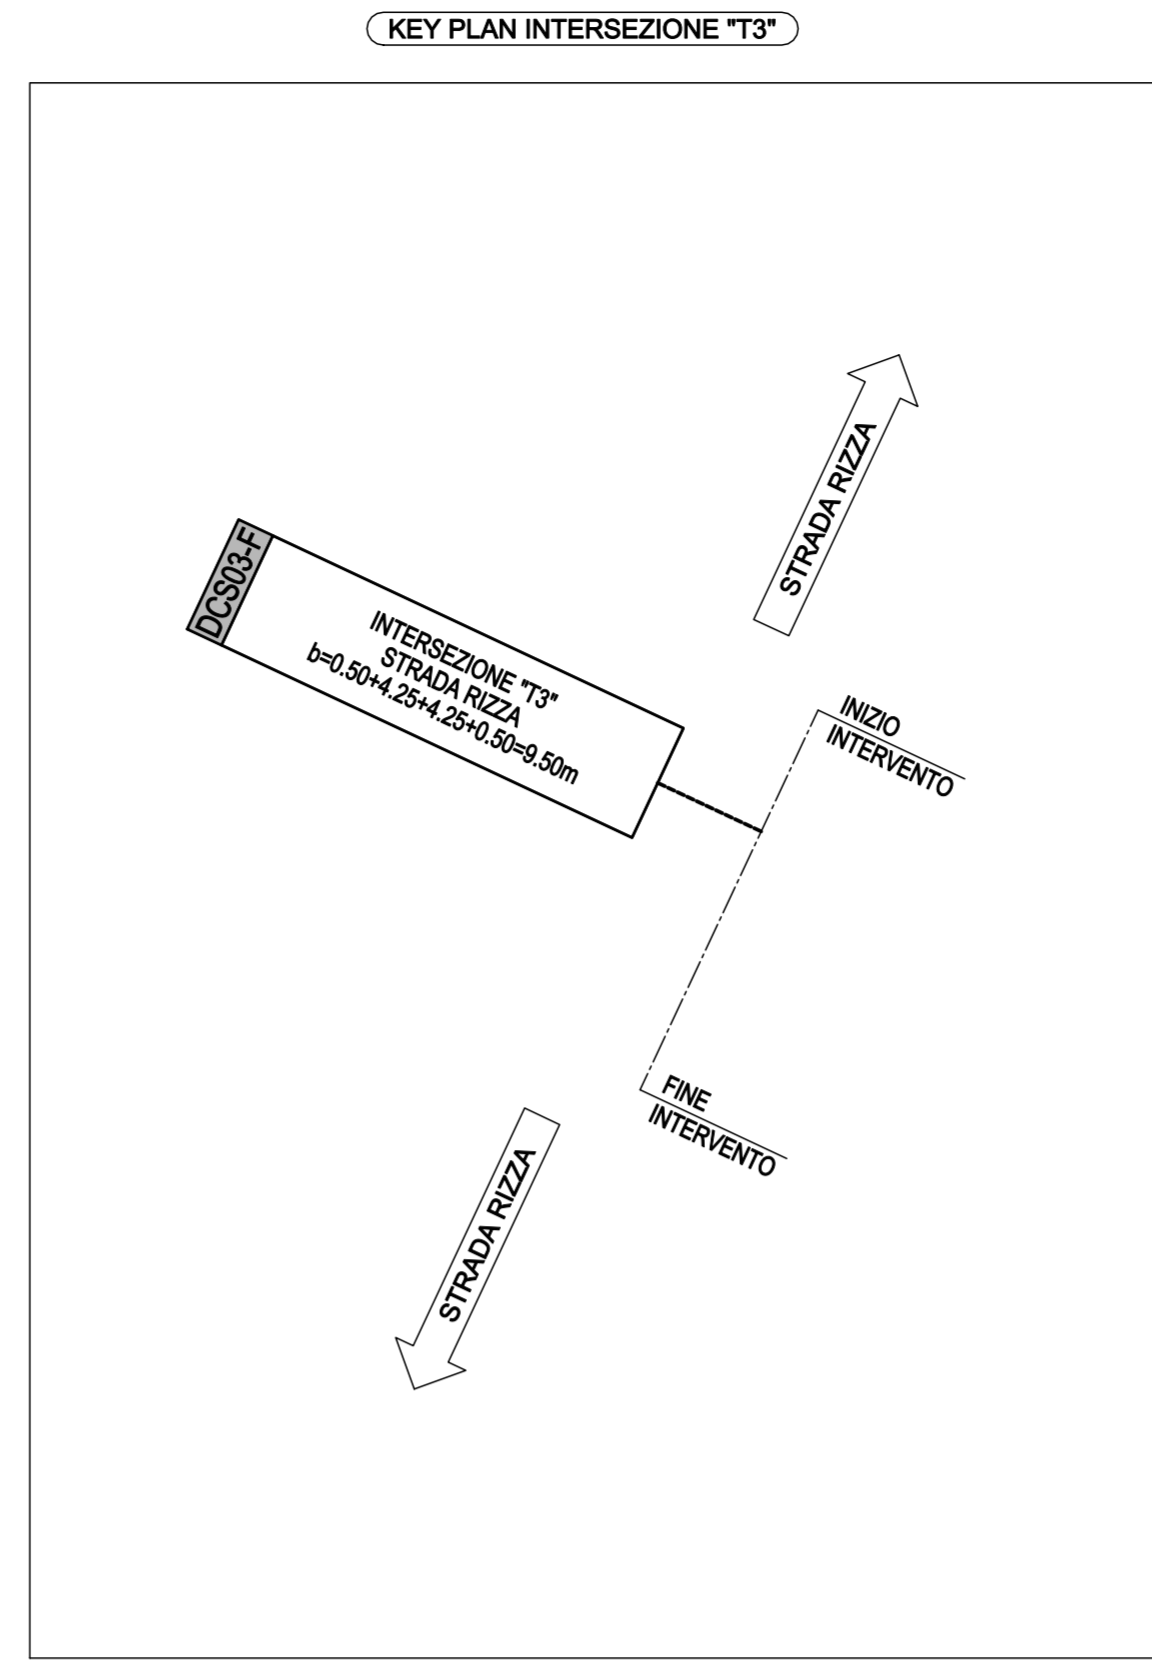 KEY PLAN INTERSEZIONE "T3"
STRADA RIZZA
DCS03-F
INTERSEZIONE "T3"
STRADA RIZZA
b=0.50+4.25+4.25+0.50=9.50m
INIZIO
INTERVENTO
FINE
INTERVENTO
STRADA RIZZA